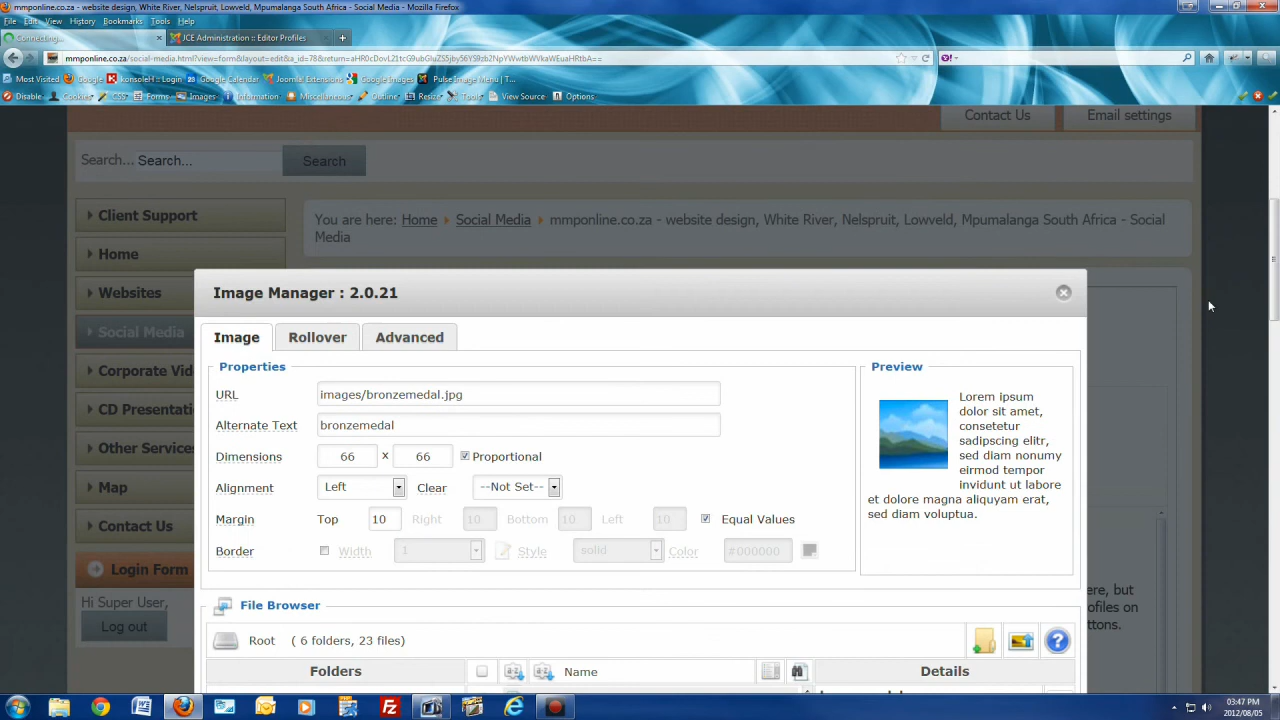 mmponline.co.za - website design, White River, Nelspruit, Lowveld, Mpumalanga South Africa - Social Media - Mozilla Firefox
File Edit View History Bookmarks Tools Help
Connecting... JCE Administration :: Editor Profiles
Most Visited Google konsoleH :: Login Google Calendar Joomla! Extensions Google Images Pulse Image Menu | T...
Disable Cookies CSS Forms Images Information Miscellaneous Outline Resize Tools View Source Options
Contact Us Email settings
Search... Search... Search
Client Support
You are here: Home Social Media mmponline.co.za - website design, White River, Nelspruit, Lowveld, Mpumalanga South Africa - Social
Media
Home
Websites
Social Media
Corporate Vid
CD Presentati
Other Services
Map
Contact Us
Login Form
Hi Super User,
Log out
Image Manager : 2.0.21
Image Rollover Advanced
Properties
URL images/bronzemedal.jpg
Alternate Text bronzemedal
Dimensions 66 x 66 Proportional
Alignment Left Clear --Not Set--
Margin Top 10 Right 10 Bottom 10 Left 10 Equal Values
Border Width 1 Style solid Color #000000
Preview
Lorem ipsum
dolor sit amet,
consetetur
sadipscing elitr,
sed diam nonumy
eirmod tempor
invidunt ut labore
et dolore magna aliquyam erat,
sed diam voluptua.
ere, but
ofiles on
tons.
File Browser
Root ( 6 folders, 23 files)
Folders Name Details
03:47 PM
2012/08/05